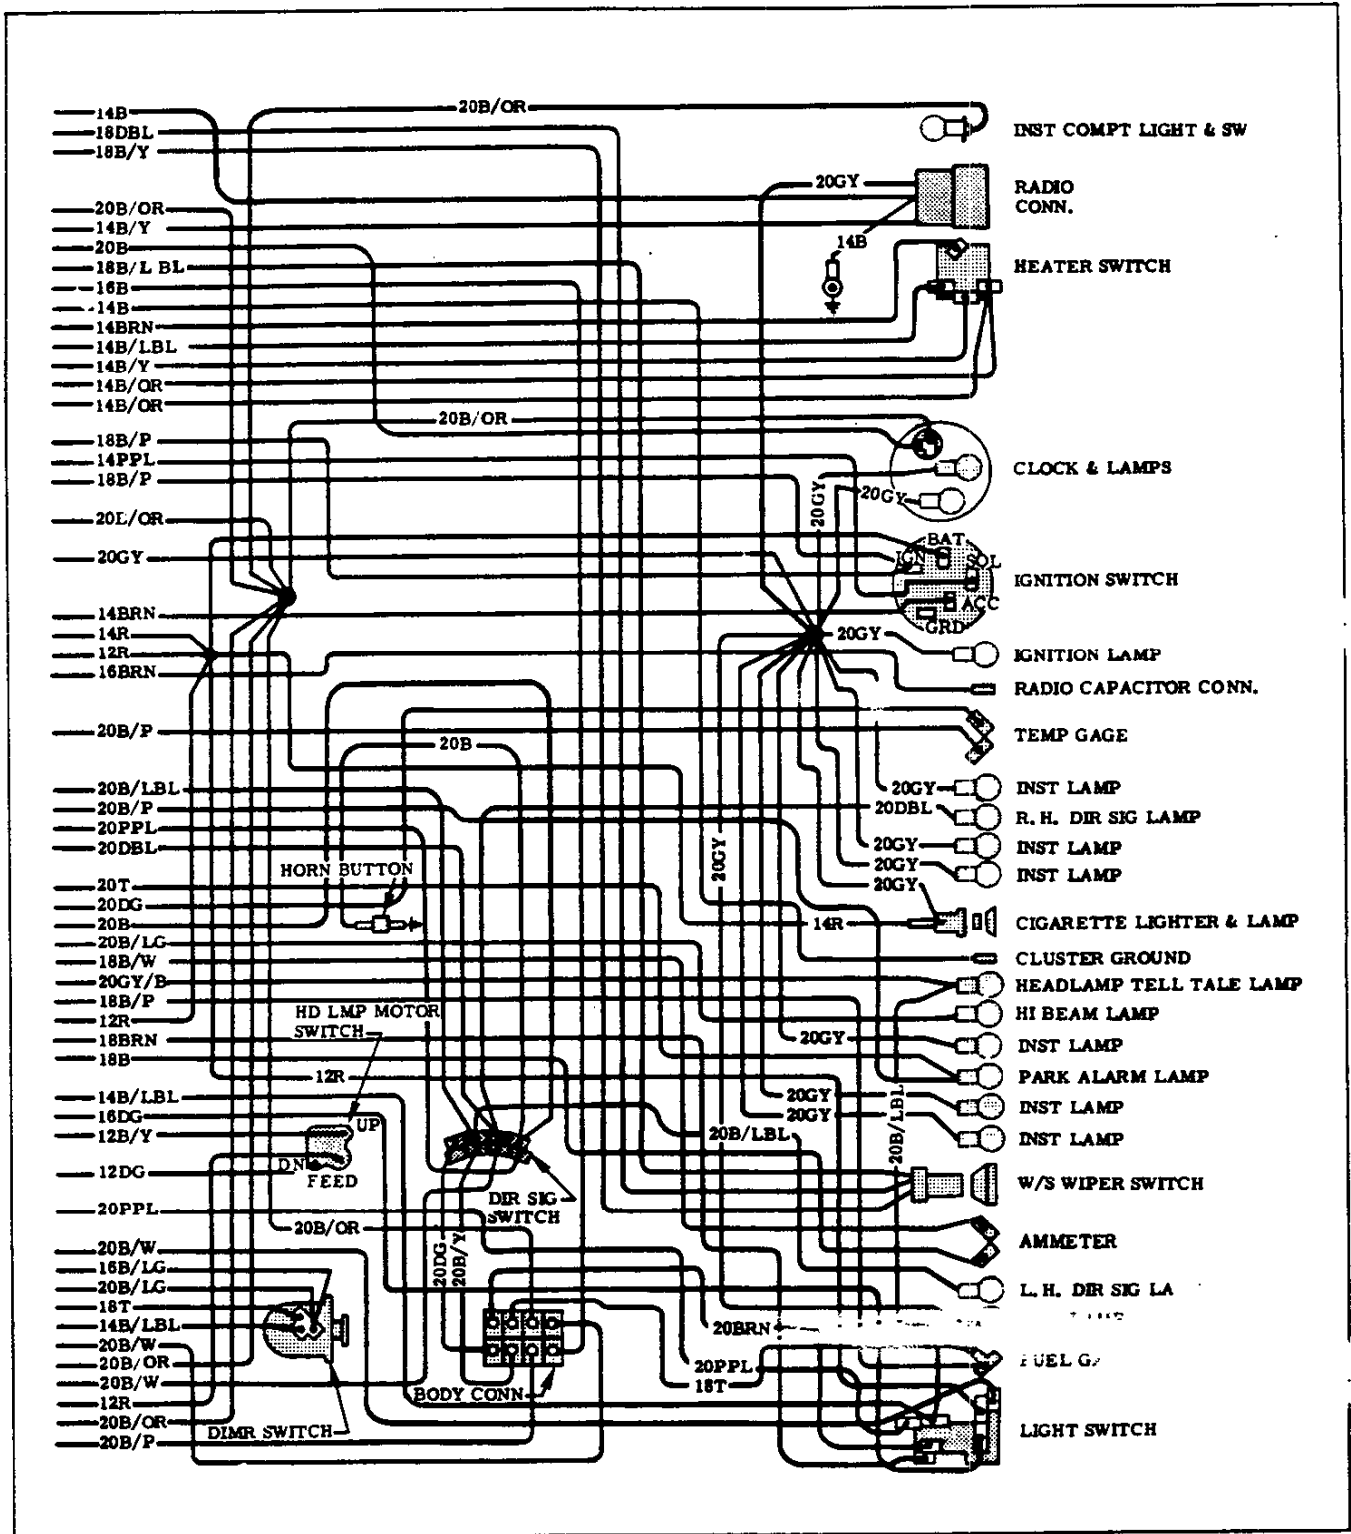 14B
20B/OR
18DBL
INST COMPT LIGHT & SW
18B/Y
20GY
RADIO
CONN.
20B/OR
14B/Y
14B
20B
18B/L BL
HEATER SWITCH
16B
14B
14BRN
14B/LBL
14B/Y
14B/OR
14B/OR
20B/OR
18B/P
14PPL
CLOCK & LAMPS
18B/P
20GY
20GY
20L/OR
BAT
20GY
IGN
SOL
IGNITION SWITCH
ACC
14BRN
GRD
14R
20GY
12R
IGNITION LAMP
16BRN
RADIO CAPACITOR CONN.
20B/P
20B
TEMP GAGE
20B/LBL
20GY
INST LAMP
20B/P
20DBL
R. H. DIR SIG LAMP
20PPL
20DBL
20GY
20GY
INST LAMP
HORN BUTTON
20GY
INST LAMP
20T
20GY
20DG
20B
14R
CIGARETTE LIGHTER & LAMP
20B/LG
18B/W
CLUSTER GROUND
20GY/B
HEADLAMP TELL TALE LAMP
18B/P
HD LMP MOTOR
SWITCH
12R
HI BEAM LAMP
18BRN
20GY
INST LAMP
18B
12R
PARK ALARM LAMP
14B/LBL
20GY
INST LAMP
16DG
20GY
UP
12B/Y
20B/LBL
20B/LBL
INST LAMP
DN
12DG
FEED
W/S WIPER SWITCH
DIR SIG
SWITCH
20PPL
20B/OR
AMMETER
20B/W
20DG
20B/Y
16B/LG
20B/LG
L. H. DIR SIG LA
18T
14B/LBL
20BRN
20B/W
20B/OR
20PPL
FUEL G
20B/W
18T
BODY CONN
12R
20B/OR
DIMR SWITCH
LIGHT SWITCH
20B/P